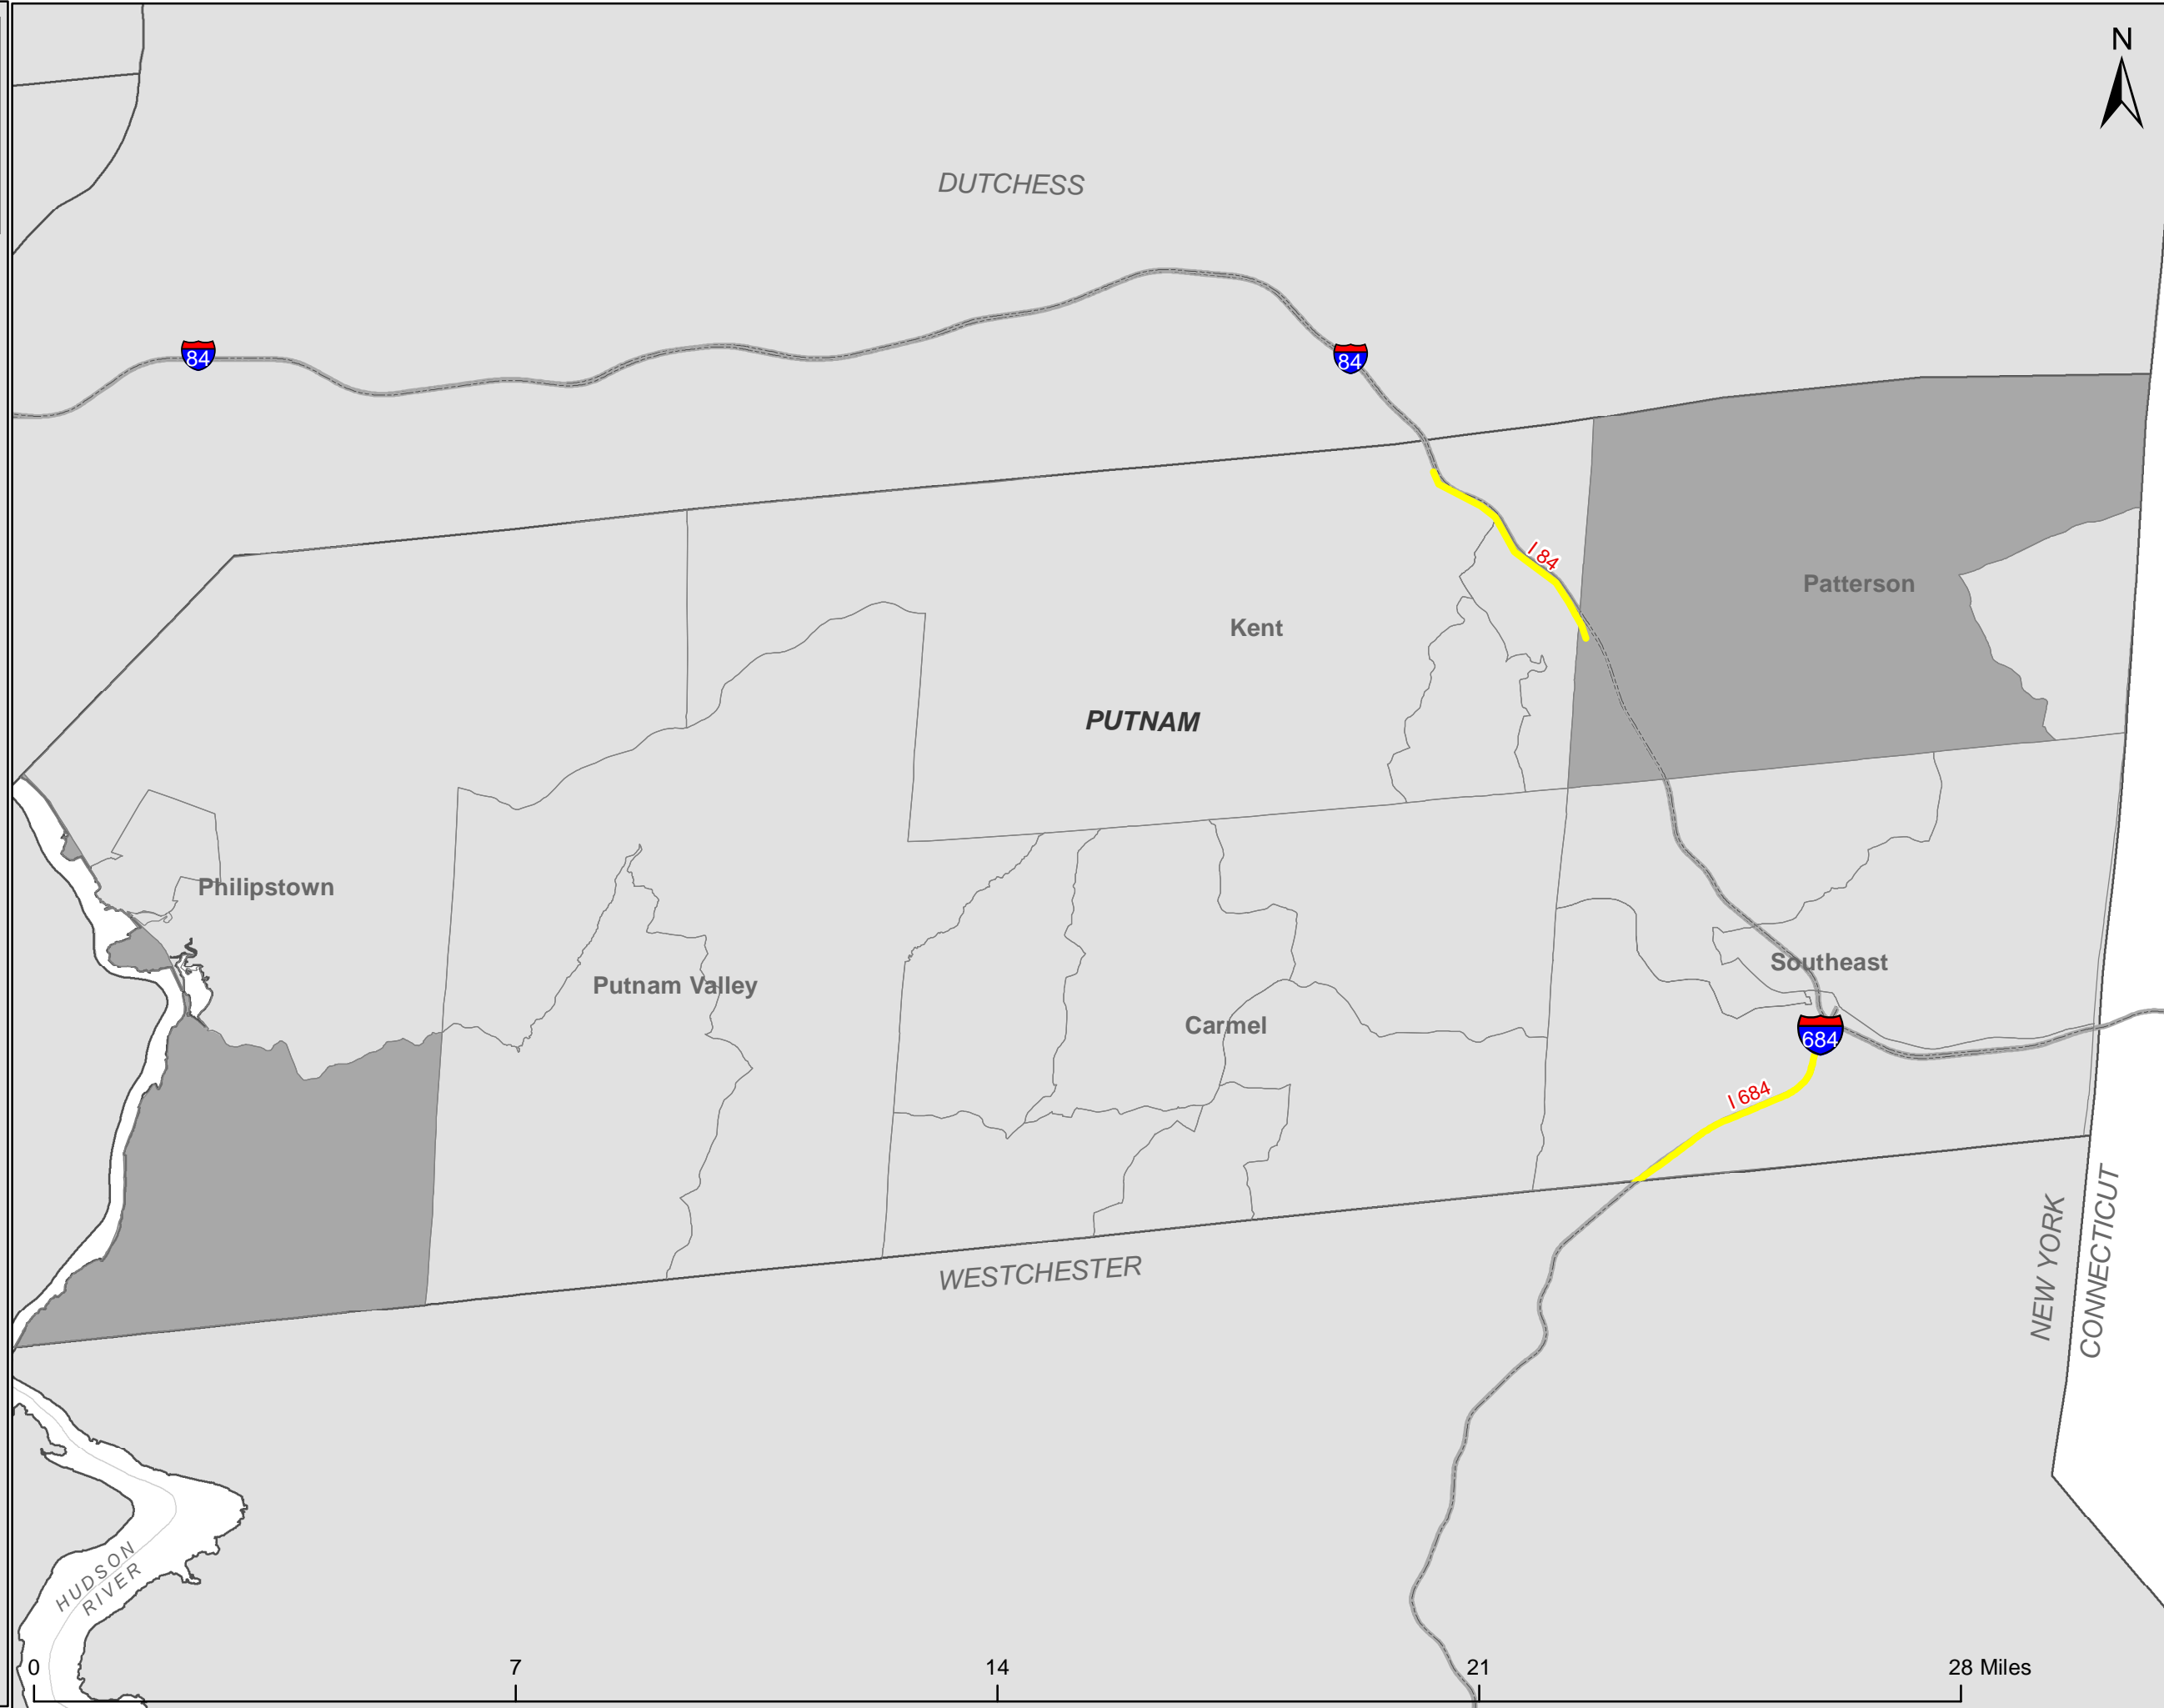 N
DUTCHESS
84
84
I 84
Patterson
Kent
PUTNAM
Philipstown
Southeast
Putnam Valley
Carmel
684
I 684
NEW YORK
CONNECTICUT
WESTCHESTER
HUDSON
RIVER
0 7 14 21 28 Miles